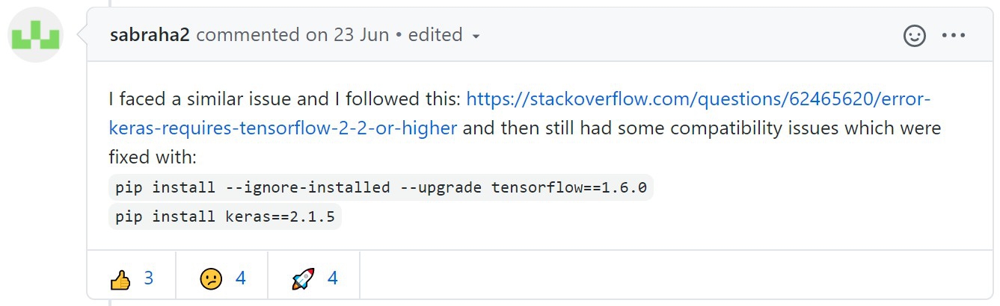 sabraha2 commented on 23 Jun • edited
I faced a similar issue and I followed this: https://stackoverflow.com/questions/62465620/error-
keras-requires-tensorflow-2-2-or-higher and then still had some compatibility issues which were
fixed with:
pip install --ignore-installed --upgrade tensorflow==1.6.0
pip install keras==2.1.5
3 4 4